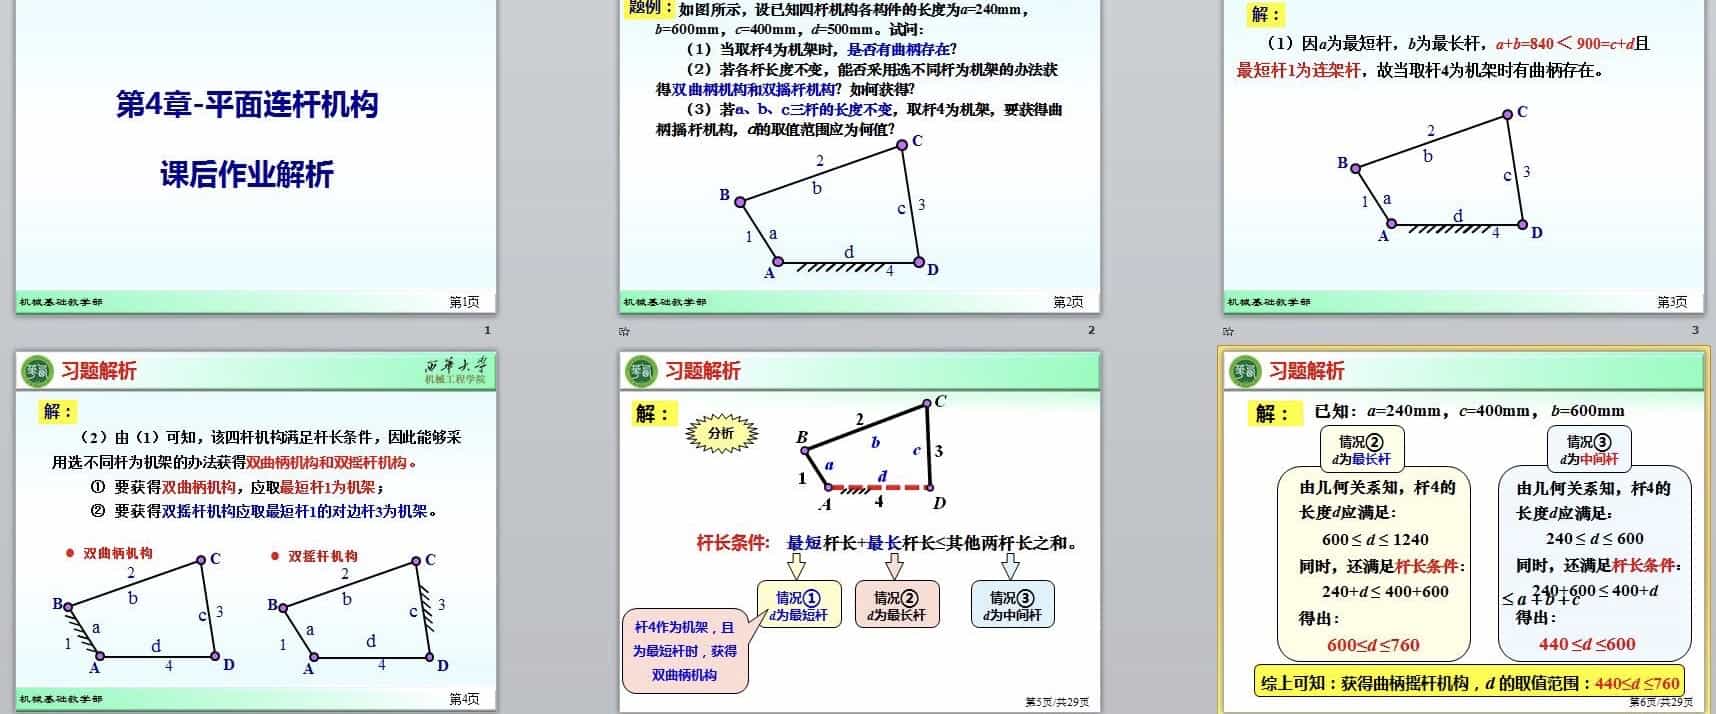 第4章-平面连杆机构
课后作业解析
机械基础教学部
第1页
1
题例：如图所示，设已知四杆机构各构件的长度为a=240mm，
b=600mm，c=400mm，d=500mm。试问：
（1）当取杆4为机架时，是否有曲柄存在？
（2）若各杆长度不变，能否采用选不同杆为机架的办法获
得双曲柄机构和双摇杆机构？如何获得？
（3）若a、b、c三杆的长度不变，取杆4为机架，要获得曲
柄摇杆机构，d的取值范围应为何值？
C
2
b
B
c 3
1 a
d
A
4
D
机械基础教学部
第2页
2
解：
（1）因a为最短杆，b为最长杆，a+b=840＜900=c+d且
最短杆1为连架杆，故当取杆4为机架时有曲柄存在。
C
2
b
B
c 3
1 a
d
A
4
D
机械基础教学部
第3页
3
习题解析
西华大学
机械工程学院
解：
（2）由（1）可知，该四杆机构满足杆长条件，因此能够采
用选不同杆为机架的办法获得双曲柄机构和双摇杆机构。
① 要获得双曲柄机构，应取最短杆1为机架；
② 要获得双摇杆机构应取最短杆1的对边杆3为机架。
● 双曲柄机构
C
2
b
B
c 3
a
1
d
A
4
D
● 双摇杆机构
C
2
b
B
c 3
a
1
d
A
4
D
机械基础教学部
第4页
习题解析
解：
分析
C
2
B
b
c 3
a
1
d
A
4
D
杆长条件： 最短杆长+最长杆长≤其他两杆长之和。
情况①
d为最短杆
情况②
d为最长杆
情况③
d为中间杆
杆4作为机架，且
为最短杆时，获得
双曲柄机构
第5页/共29页
习题解析
解：
已知：a=240mm，c=400mm，b=600mm
情况②
d为最长杆
由几何关系知，杆4的
长度d应满足：
600≤d≤1240
同时，还满足杆长条件：
240+d≤400+600
得出：
600≤d≤760
情况③
d为中间杆
由几何关系知，杆4的
长度d应满足：
240≤d≤600
同时，还满足杆长条件：
240+600≤400+d
≤a+b+c
得出：
440≤d≤600
综上可知：获得曲柄摇杆机构，d 的取值范围：440≤d≤760
第6页/共29页